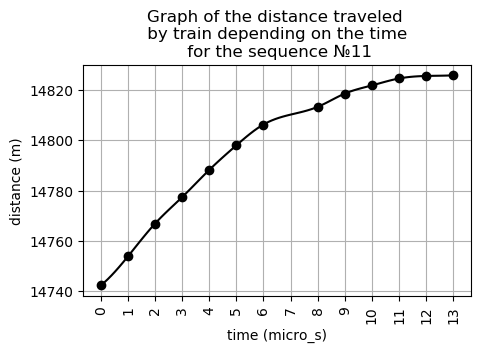 Graph of the distance traveled
by train depending on the time
for the sequence №11
14820
14800
14780
14760
14740
distance (m)
0 1 2 3 4 5 6 7 8 9 10 11 12 13
time (micro_s)